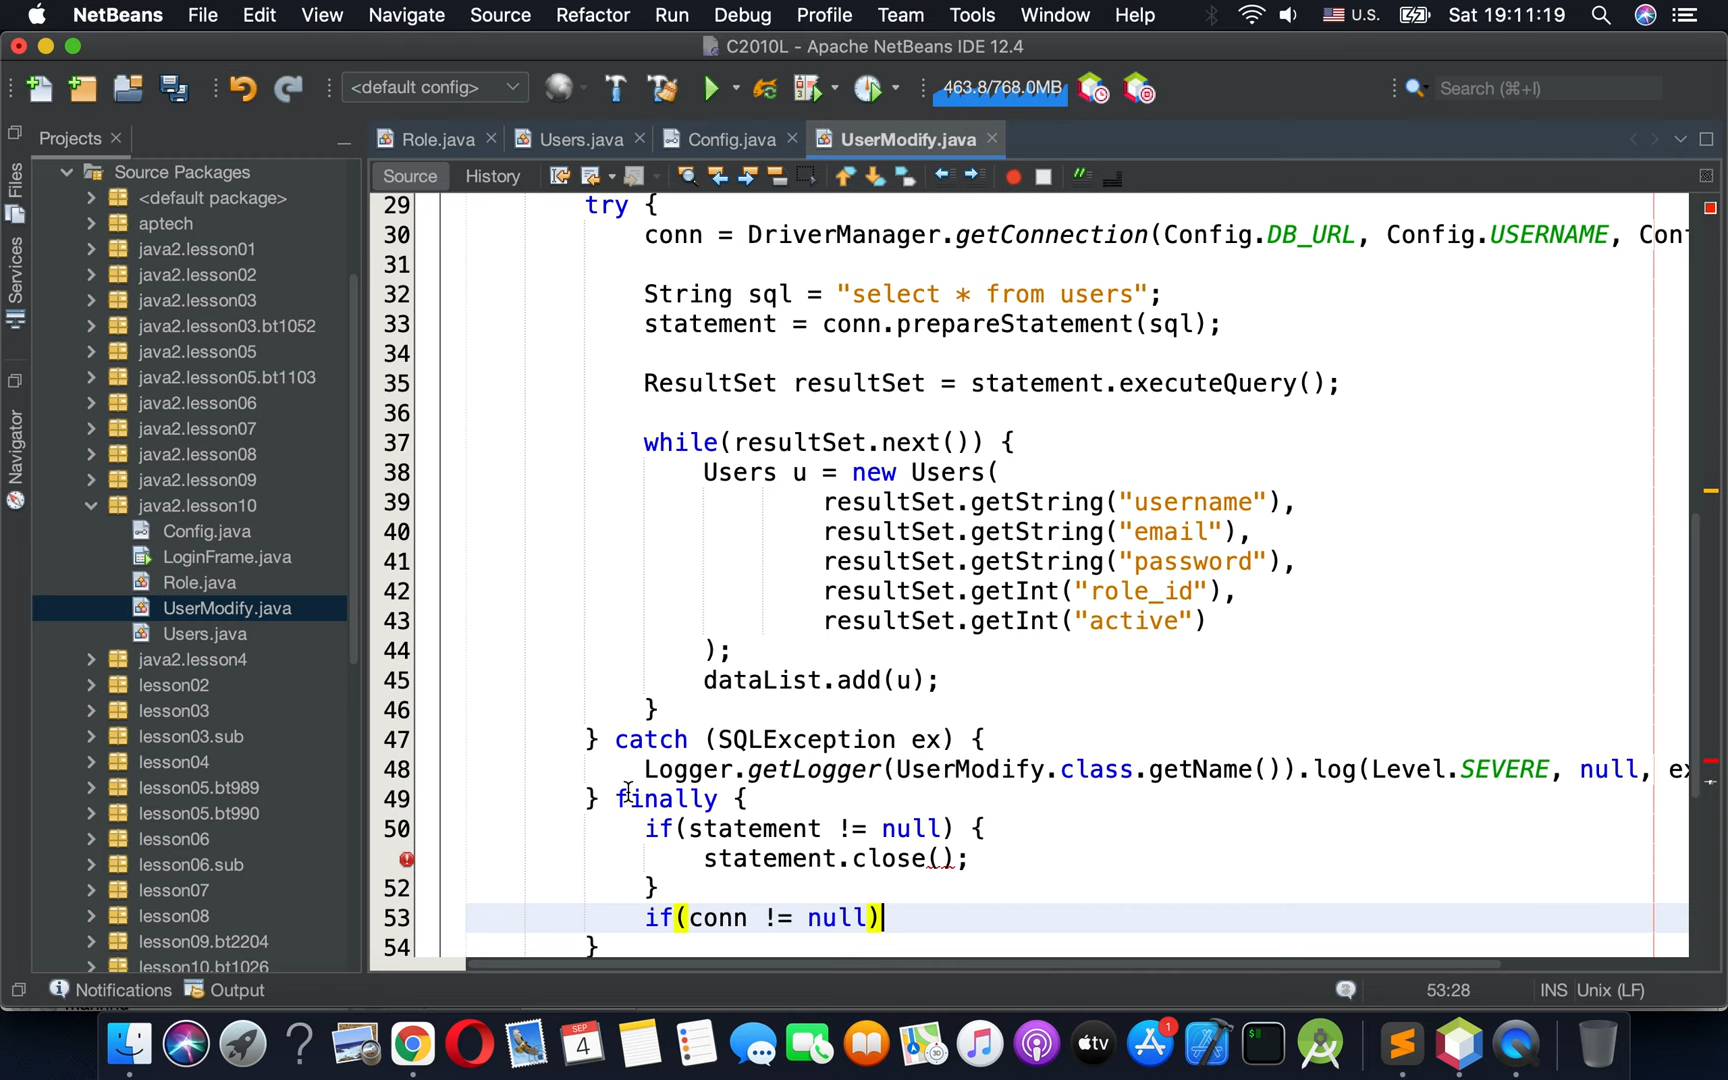 NetBeans File Edit View Navigate Source Refactor Run Debug Profile Team Tools Window Help U.S. Sat 19:11:19
C2010L - Apache NetBeans IDE 12.4
<default config> 463.8/768.0MB Search (⌘+I)
Projects Role.java Users.java Config.java UserModify.java
Source History
Files
Services
Navigator
Source Packages
<default package>
aptech
java2.lesson01
java2.lesson02
java2.lesson03
java2.lesson03.bt1052
java2.lesson05
java2.lesson05.bt1103
java2.lesson06
java2.lesson07
java2.lesson08
java2.lesson09
java2.lesson10
Config.java
LoginFrame.java
Role.java
UserModify.java
Users.java
java2.lesson4
lesson02
lesson03
lesson03.sub
lesson04
lesson05.bt989
lesson05.bt990
lesson06
lesson06.sub
lesson07
lesson08
lesson09.bt2204
lesson10.bt1026
29 try {
30 conn = DriverManager.getConnection(Config.DB_URL, Config.USERNAME, Con
31
32 String sql = "select * from users";
33 statement = conn.prepareStatement(sql);
34
35 ResultSet resultSet = statement.executeQuery();
36
37 while(resultSet.next()) {
38 Users u = new Users(
39 resultSet.getString("username"),
40 resultSet.getString("email"),
41 resultSet.getString("password"),
42 resultSet.getInt("role_id"),
43 resultSet.getInt("active")
44 );
45 dataList.add(u);
46 }
47 } catch (SQLException ex) {
48 Logger.getLogger(UserModify.class.getName()).log(Level.SEVERE, null, ex
49 } finally {
50 if(statement != null) {
statement.close();
52 }
53 if(conn != null)
54 }
Notifications Output 53:28 INS Unix (LF)
SEP
4
tv
1